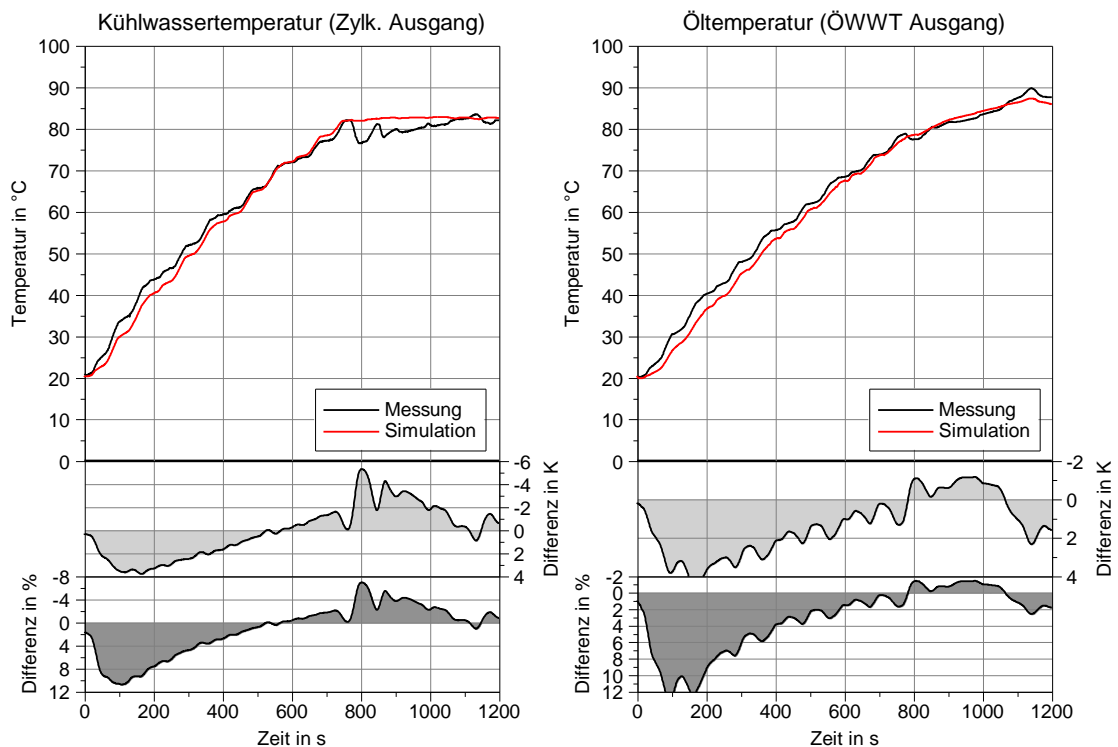 Kühlwassertemperatur (Zylk. Ausgang)
100
90
80
70
60
50
40
30
20
10
0
Temperatur in °C
Messung
Simulation
-6
-4
-2
0
2
4
Differenz in K
-8
-4
0
4
8
12
Differenz in %
0 200 400 600 800 1000 1200
Zeit in s
Öltemperatur (ÖWWT Ausgang)
100
90
80
70
60
50
40
30
20
10
0
Temperatur in °C
Messung
Simulation
-2
0
2
4
Differenz in K
-2
0
2
4
6
8
10
12
Differenz in %
0 200 400 600 800 1000 1200
Zeit in s